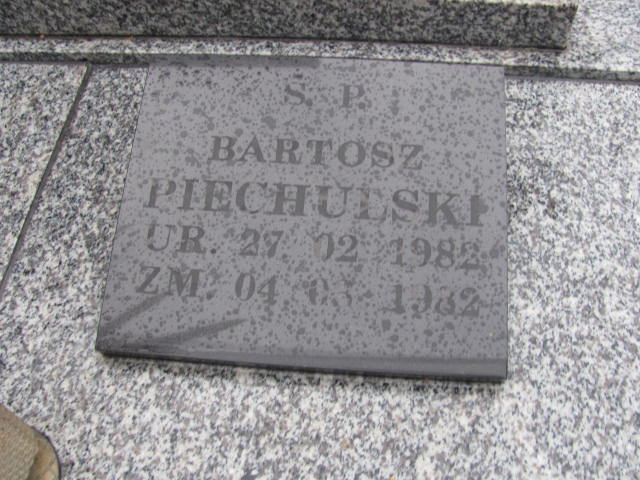 Ś. P.
BARTOSZ
PIECHULSKI
UR. 27. 02 1982
ZM. 04. 03. 1982